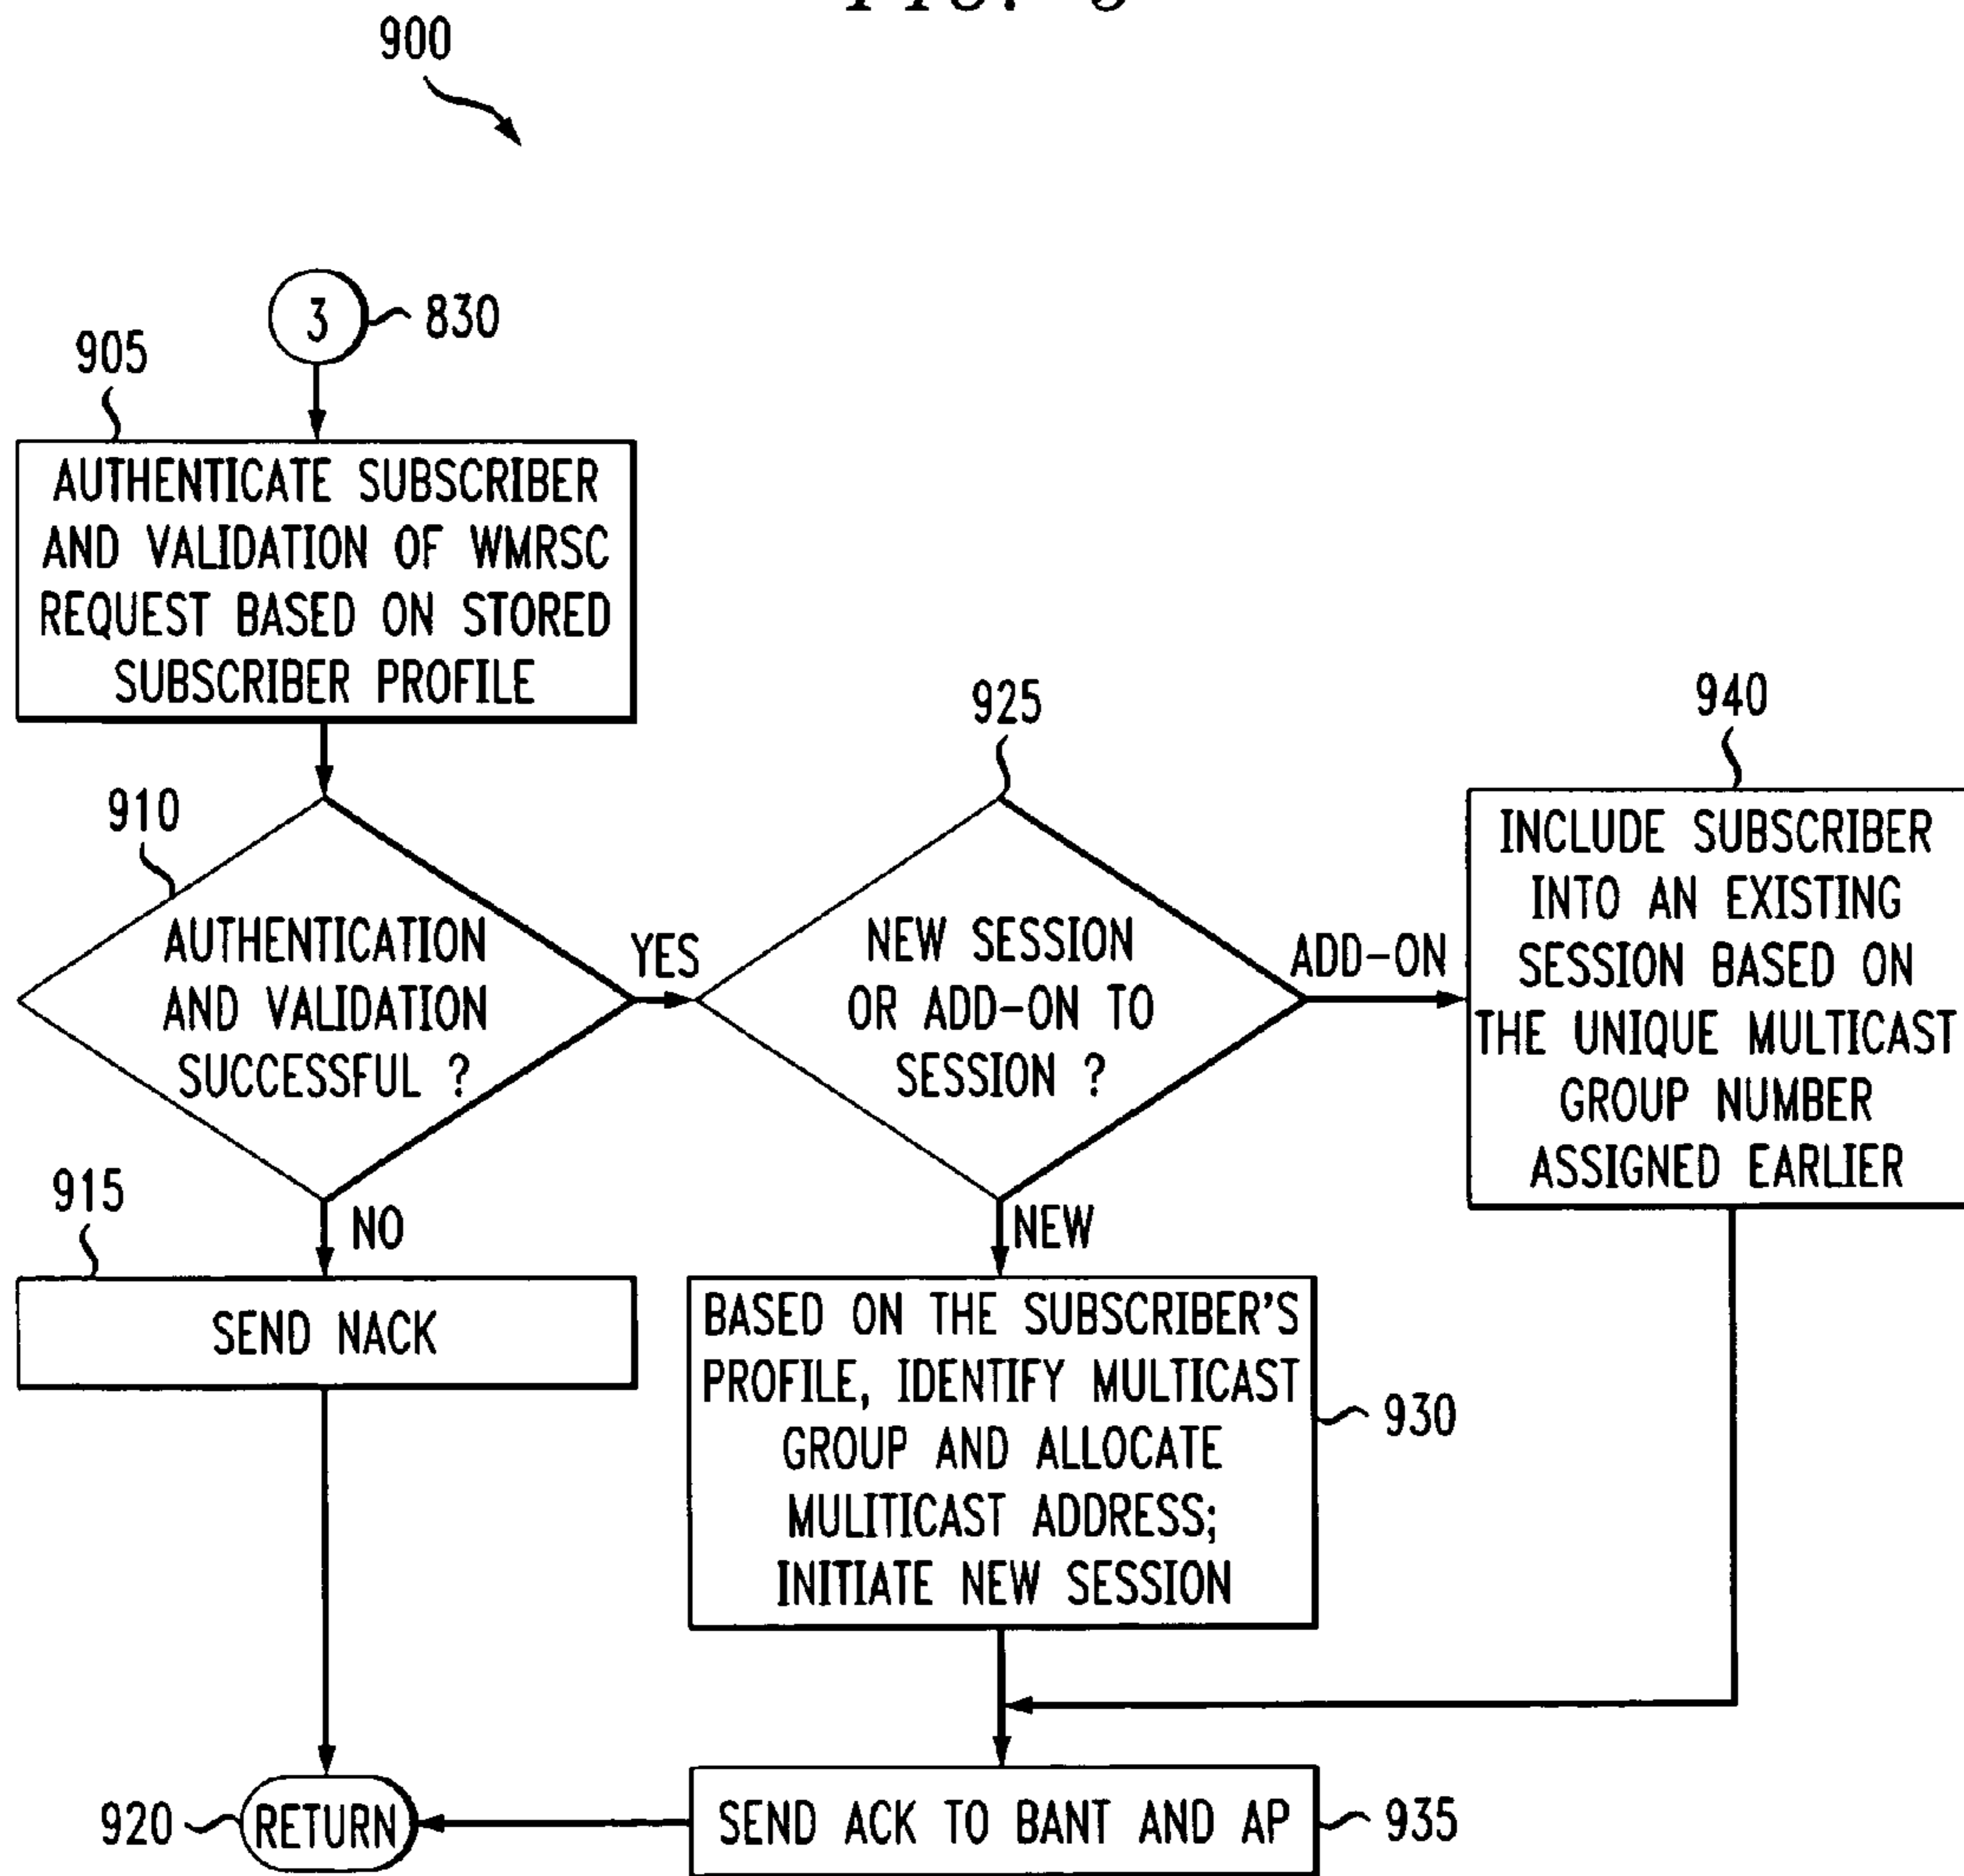 900
3
830
905
AUTHENTICATE SUBSCRIBER
AND VALIDATION OF WMRSC
REQUEST BASED ON STORED
SUBSCRIBER PROFILE
910
AUTHENTICATION
AND VALIDATION
SUCCESSFUL ?
YES
NO
925
NEW SESSION
OR ADD-ON TO
SESSION ?
ADD-ON
NEW
940
INCLUDE SUBSCRIBER
INTO AN EXISTING
SESSION BASED ON
THE UNIQUE MULTICAST
GROUP NUMBER
ASSIGNED EARLIER
915
SEND NACK
BASED ON THE SUBSCRIBER'S
PROFILE, IDENTIFY MULTICAST
GROUP AND ALLOCATE
MULITICAST ADDRESS;
INITIATE NEW SESSION
930
920
RETURN
SEND ACK TO BANT AND AP
935